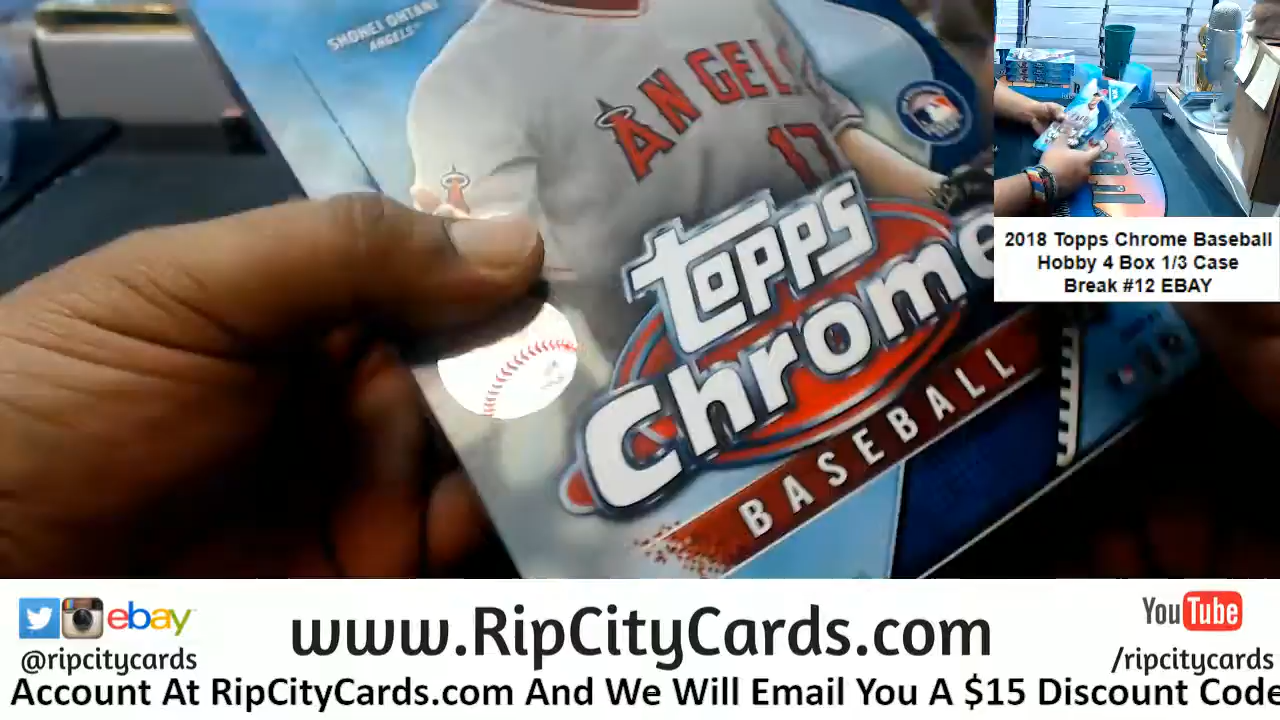 SHOHEI OHTANI
ANGELS
ANGELS
17
topps
Chrome
BASEBALL
2018 Topps Chrome Baseball
Hobby 4 Box 1/3 Case
Break #12 EBAY
ebay
@ripcitycards
www.RipCityCards.com
YouTube
/ripcitycards
Account At RipCityCards.com And We Will Email You A $15 Discount Code